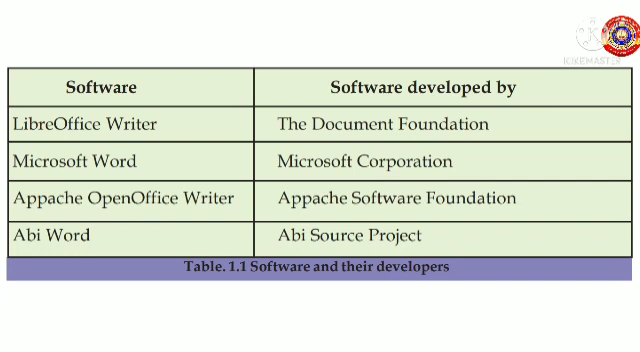 KINEMASTER
Software Software developed by
LibreOffice Writer The Document Foundation
Microsoft Word Microsoft Corporation
Appache OpenOffice Writer Appache Software Foundation
Abi Word Abi Source Project
Table. 1.1 Software and their developers